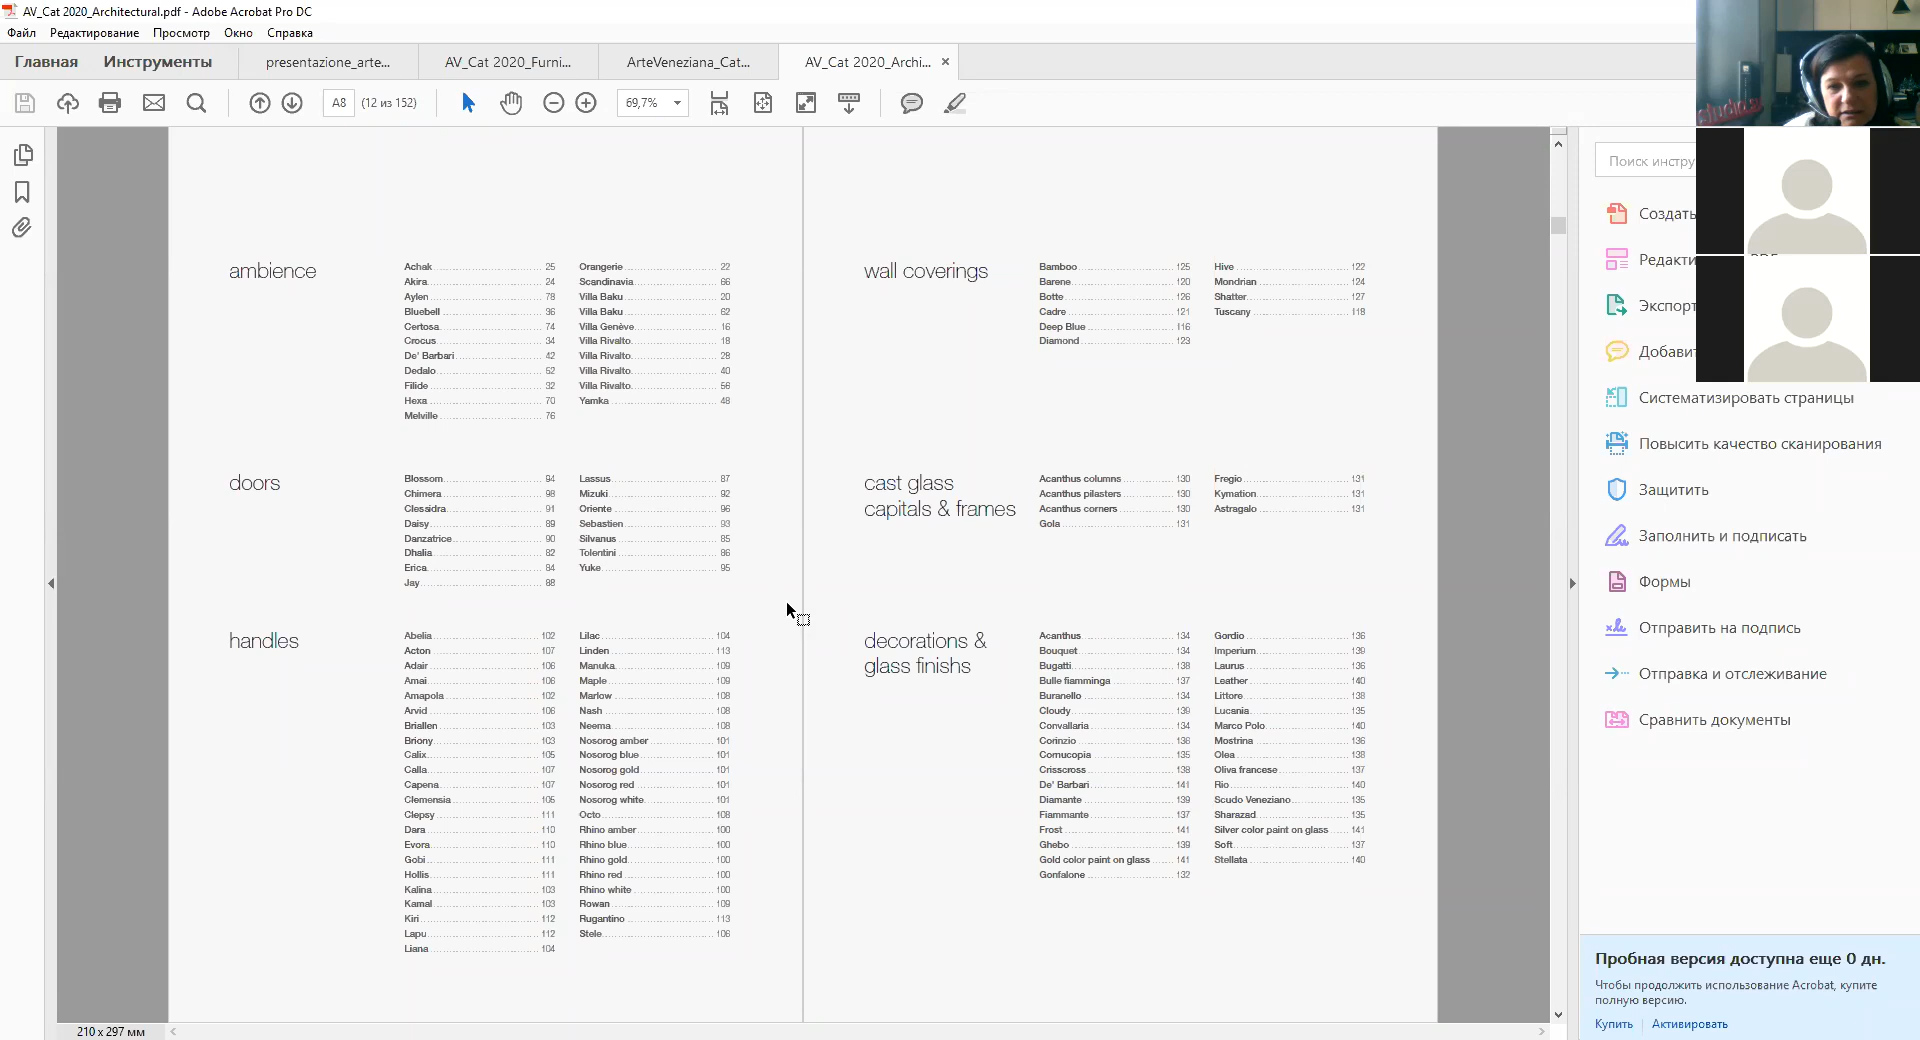 AV_Cat 2020_Architectural.pdf - Adobe Acrobat Pro DC
Файл Редактирование Просмотр Окно Справка
Главная Инструменты presentazione_arte... AV_Cat 2020_Furni... ArteVeneziana_Cat... AV_Cat 2020_Archi... ×
A8 (12 из 152) 69,7%
ambience
Achak 25
Akira 24
Aylen 78
Bluebell 36
Certosa 74
Crocus 34
De' Barbari 42
Dedalo 52
Filide 32
Hexa 70
Melville 76
Orangerie 22
Scandinavia 66
Villa Baku 20
Villa Baku 62
Villa Genève 16
Villa Rivalto 18
Villa Rivalto 28
Villa Rivalto 40
Villa Rivalto 56
Yamka 48
doors
Blossom 94
Chimera 98
Clessidra 91
Daisy 89
Danzatrice 90
Dhalia 82
Erica 84
Jay 88
Lassus 87
Mizuki 92
Oriente 96
Sebastien 93
Silvanus 85
Tolentini 86
Yuke 95
handles
Abelia 102
Acton 107
Adair 106
Amai 106
Amapola 102
Arvid 106
Briallen 103
Briony 103
Calix 105
Calla 107
Capena 107
Clemensia 105
Clepsy 111
Dara 110
Evora 110
Gobi 111
Hollis 111
Kalina 103
Kamal 103
Kiri 112
Lapu 112
Liana 104
Lilac 104
Linden 113
Manuka 109
Maple 109
Marlow 108
Nash 108
Neema 108
Nosorog amber 101
Nosorog blue 101
Nosorog gold 101
Nosorog red 101
Nosorog white 101
Octo 108
Rhino amber 100
Rhino blue 100
Rhino gold 100
Rhino red 100
Rhino white 100
Rowan 109
Rugantino 113
Stele 106
wall coverings
Bamboo 125
Barene 120
Botte 126
Cadre 121
Deep Blue 116
Diamond 123
Hive 122
Mondrian 124
Shatter 127
Tuscany 118
cast glass
capitals & frames
Acanthus columns 130
Acanthus pilasters 130
Acanthus corners 130
Gola 131
Fregio 131
Kymation 131
Astragalo 131
decorations &
glass finishs
Acanthus 134
Bouquet 134
Bugatti 138
Bulle fiamminga 137
Buranello 134
Cloudy 139
Convallaria 134
Corinzio 136
Cornucopia 135
Crisscross 138
De' Barbari 141
Diamante 139
Fiammante 137
Frost 141
Ghebo 139
Gold color paint on glass 141
Gonfalone 132
Gordio 136
Imperium 139
Laurus 136
Leather 140
Littore 138
Lucania 135
Marco Polo 140
Mostrina 136
Olea 138
Oliva francese 137
Rio 140
Scudo Veneziano 135
Sharazad 135
Silver color paint on glass 141
Soft 137
Stellata 140
210 x 297 мм
Поиск инстру
Создать
Редакти
Экспорт
Добавит
Систематизировать страницы
Повысить качество сканирования
Защитить
Заполнить и подписать
Формы
Отправить на подпись
Отправка и отслеживание
Сравнить документы
Пробная версия доступна еще 0 дн.
Чтобы продолжить использование Acrobat, купите
полную версию.
Купить Активировать